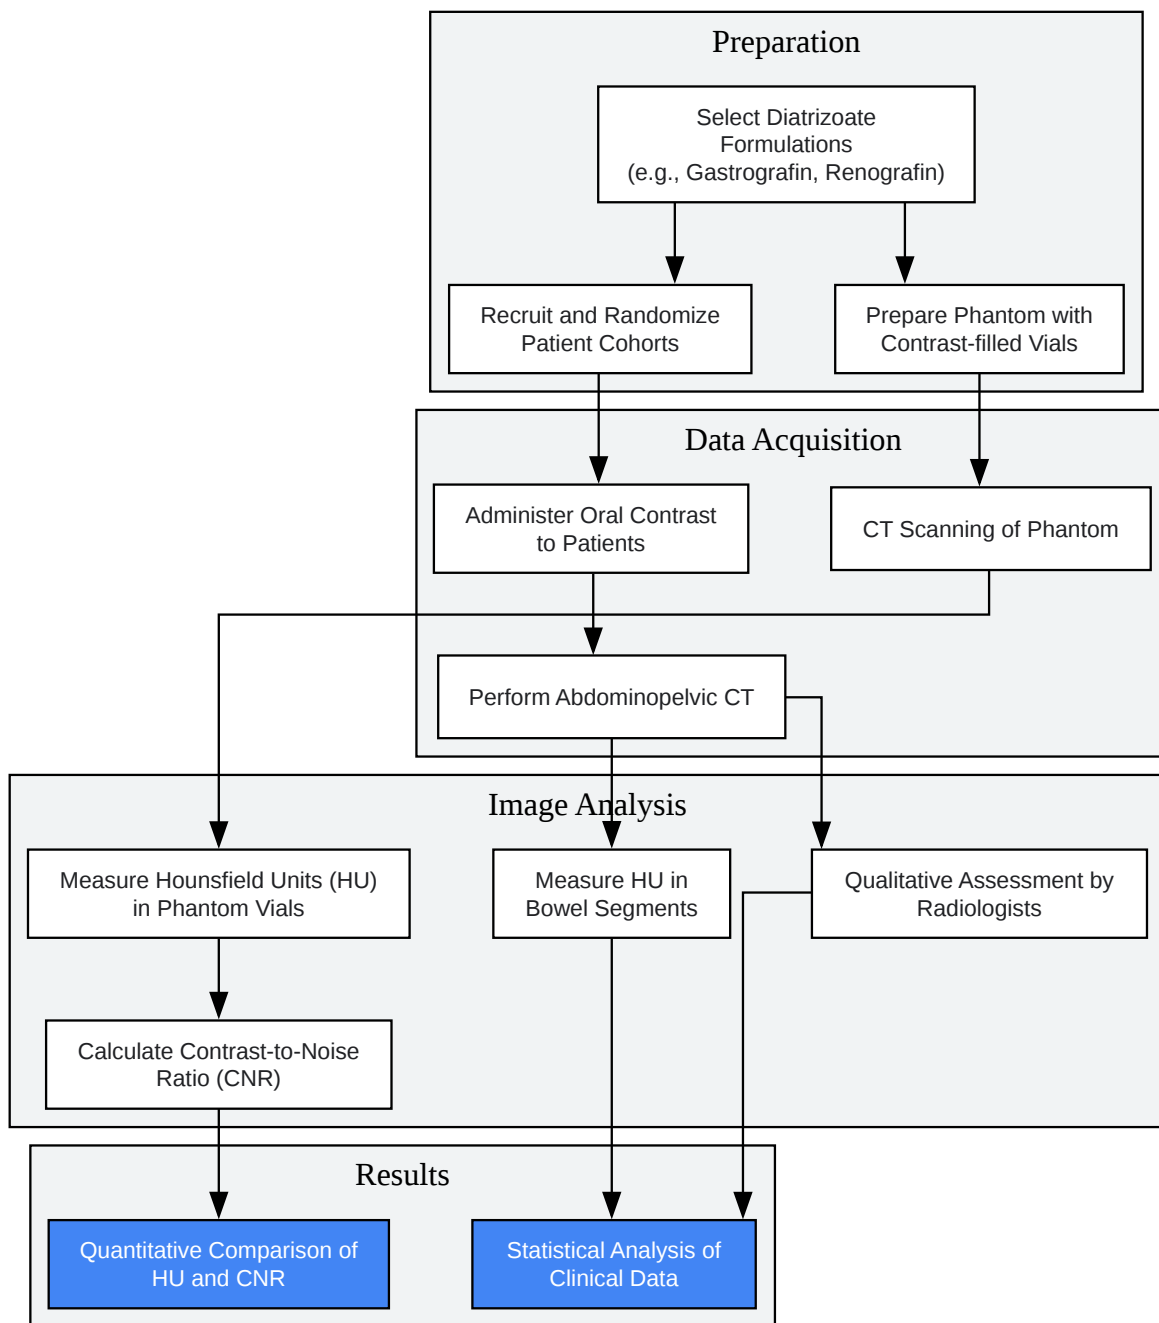 Preparation
Select Diatrizoate
Formulations
(e.g., Gastrografin, Renografin)
Recruit and Randomize
Patient Cohorts
Prepare Phantom with
Contrast-filled Vials
Data Acquisition
Administer Oral Contrast
to Patients
CT Scanning of Phantom
Perform Abdominopelvic CT
Image Analysis
Measure Hounsfield Units (HU)
in Phantom Vials
Measure HU in
Bowel Segments
Qualitative Assessment by
Radiologists
Calculate Contrast-to-Noise
Ratio (CNR)
Results
Quantitative Comparison of
HU and CNR
Statistical Analysis of
Clinical Data